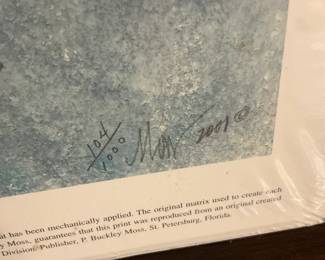 104/1000 Moss 2001 ©
it has been mechanically applied. The original matrix used to create each
y Moss, guarantees that this print was reproduced from an original created
Division/Publisher, P. Buckley Moss, St. Petersburg, Florida.